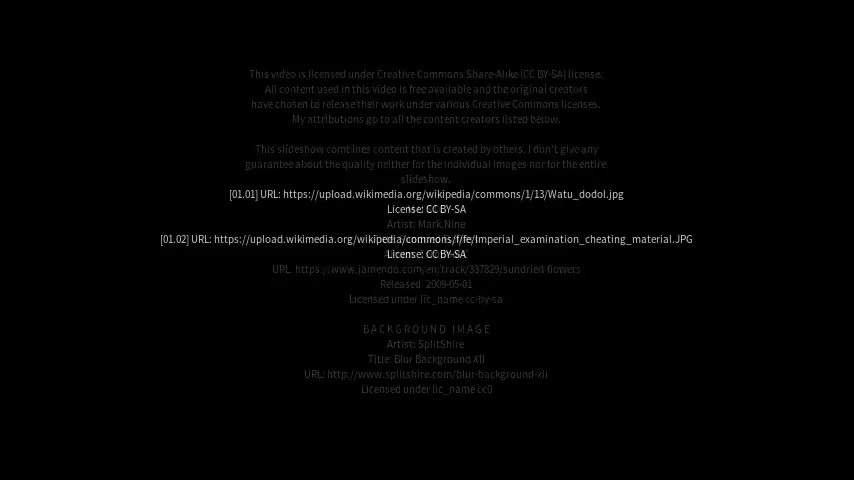 This video is licensed under Creative Commons Share-Alike (CC BY-SA) license.
All content used in this video is free available and the original creators
have chosen to release their work under various Creative Commons licenses.
My attributions go to all the content creators listed below.
This slideshow combines content that is created by others. I don't give any
guarantee about the quality neither for the individual images nor for the entire
slideshow.
[01.01] URL: https://upload.wikimedia.org/wikipedia/commons/1/13/Watu_dodol.jpg
License: CC BY-SA
Artist: Mark.Nine
[01.02] URL: https://upload.wikimedia.org/wikipedia/commons/f/fe/Imperial_examination_cheating_material.JPG
License: CC BY-SA
URL: https://www.jamendo.com/en/track/337829/sundried-flowers
Released: 2009-05-01
Licensed under lic_name cc-by-sa
BACKGROUND IMAGE
Artist: SplitShire
Title: Blur Background XII
URL: http://www.splitshire.com/blur-background-xii
Licensed under lic_name cc0